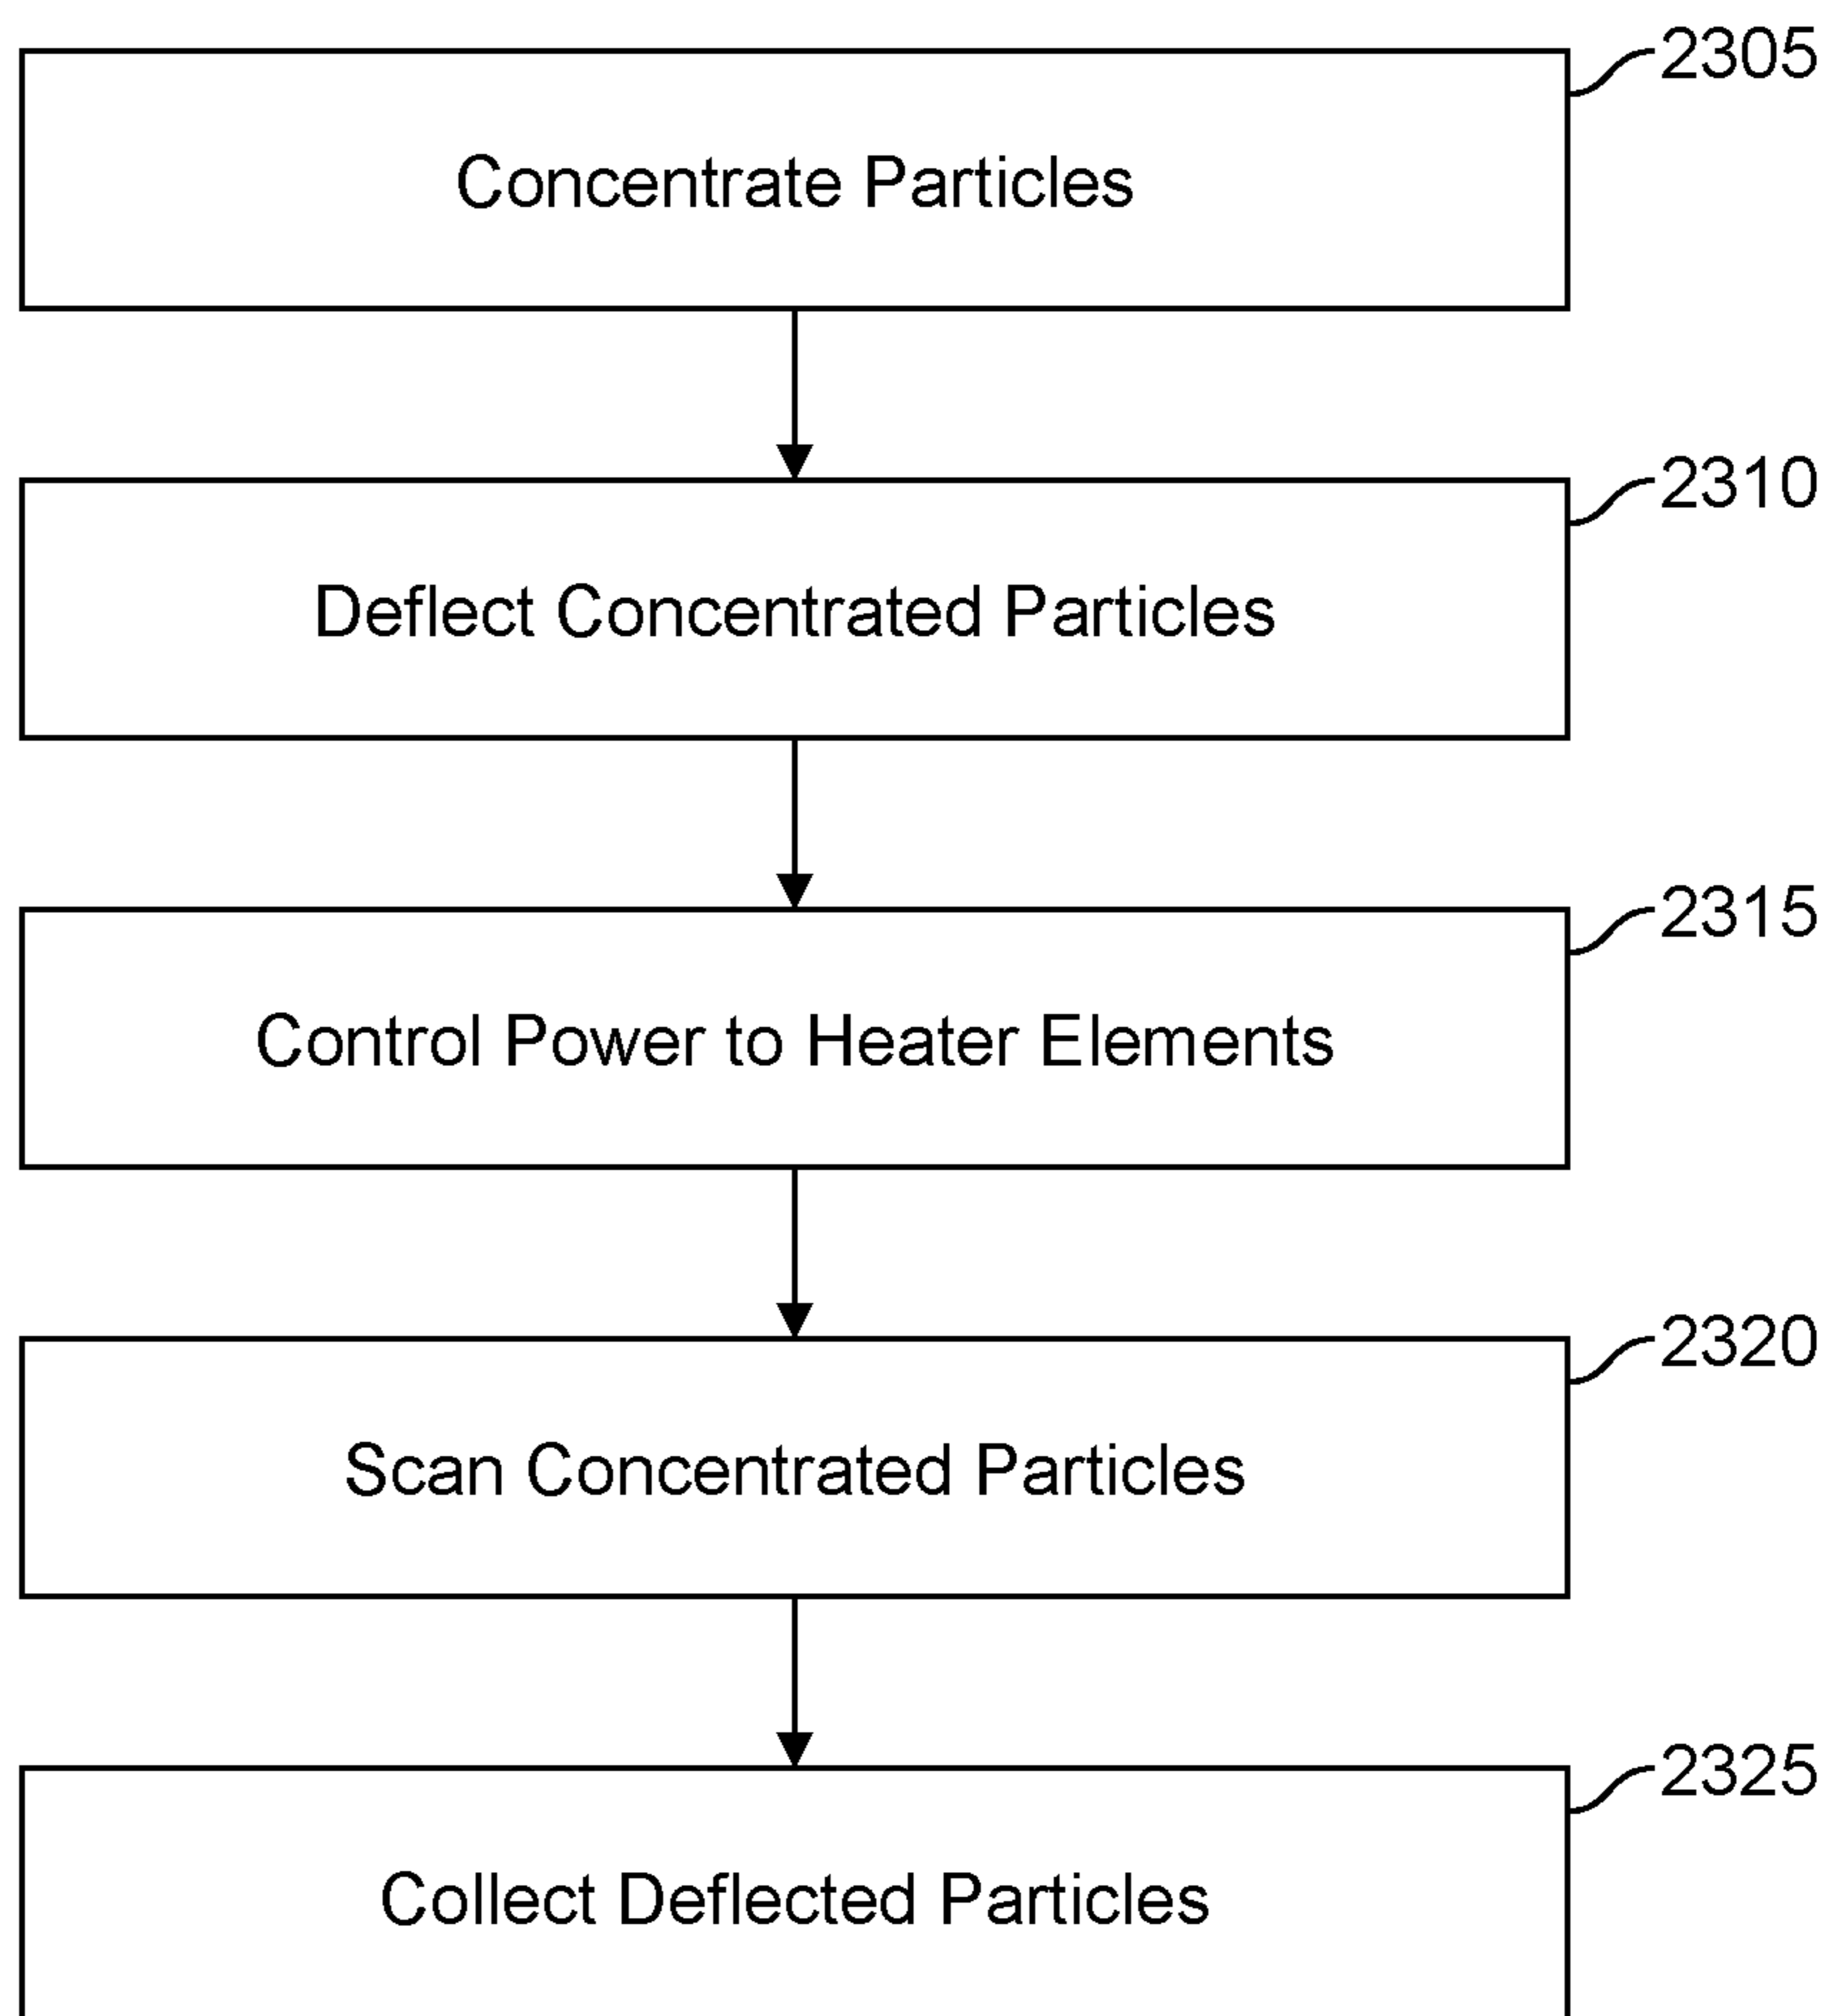 2305
Concentrate Particles
2310
Deflect Concentrated Particles
2315
Control Power to Heater Elements
2320
Scan Concentrated Particles
2325
Collect Deflected Particles